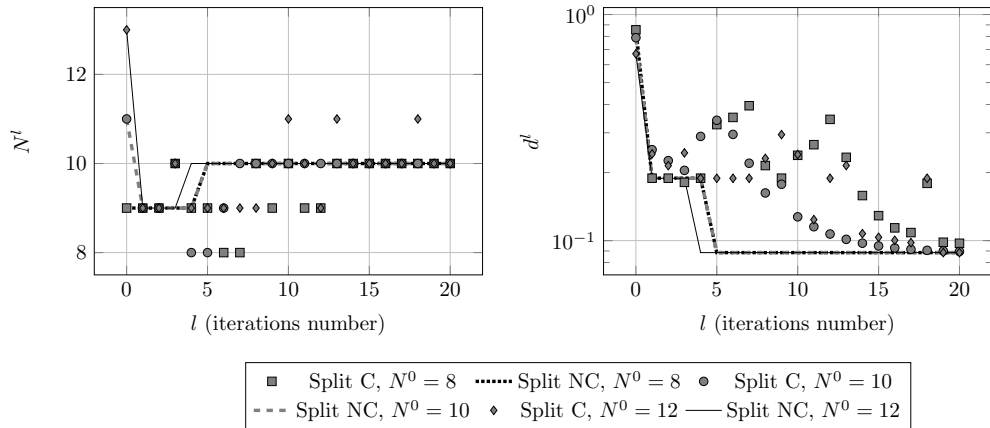 12
10
8
N^l
0
5
10
15
20
l (iterations number)
10^0
10^{-1}
d^l
0
5
10
15
20
l (iterations number)
Split C, N^0 = 8
Split NC, N^0 = 8
Split C, N^0 = 10
Split NC, N^0 = 10
Split C, N^0 = 12
Split NC, N^0 = 12